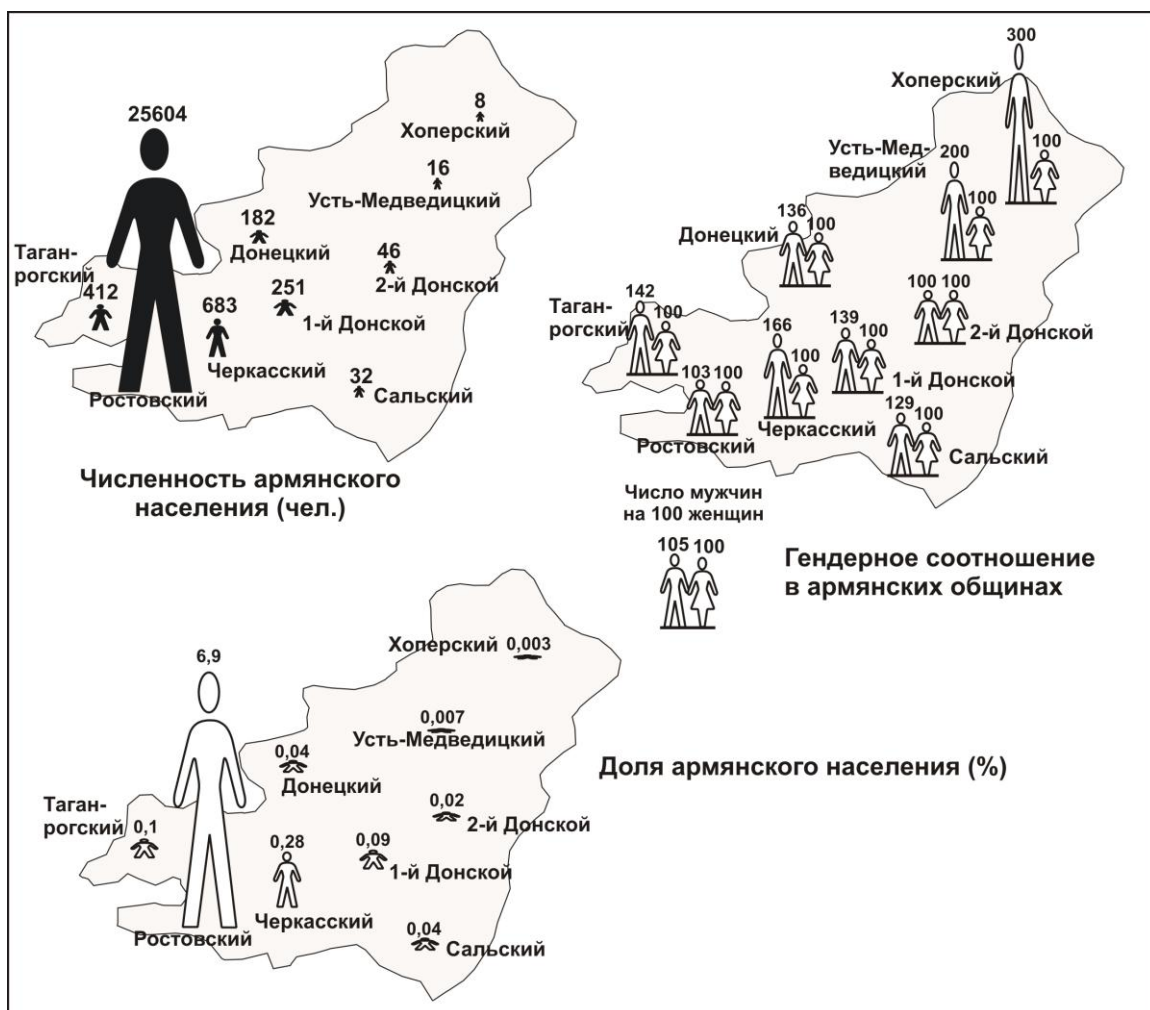 25604
8
Хоперский
16
Усть-Медведицкий
182
Донецкий
46
2-й Донской
Таган-
рогский
412
683
251
1-й Донской
Черкасский
32
Сальский
Ростовский
Численность армянского
населения (чел.)
300
Хоперский
100
Усть-Мед-
ведицкий
200
100
Донецкий
136
100
100
100
2-й Донской
Таган-
рогский
142
100
166
100
139
100
1-й Донской
103
100
Ростовский
Черкасский
129
100
Сальский
Число мужчин
на 100 женщин
105
100
Гендерное соотношение
в армянских общинах
Хоперский
0,003
6,9
0,007
Усть-Медведицкий
0,04
Донецкий
Доля армянского населения (%)
Таган-
рогский
0,1
0,02
2-й Донской
0,28
0,09
1-й Донской
Черкасский
Ростовский
0,04
Сальский